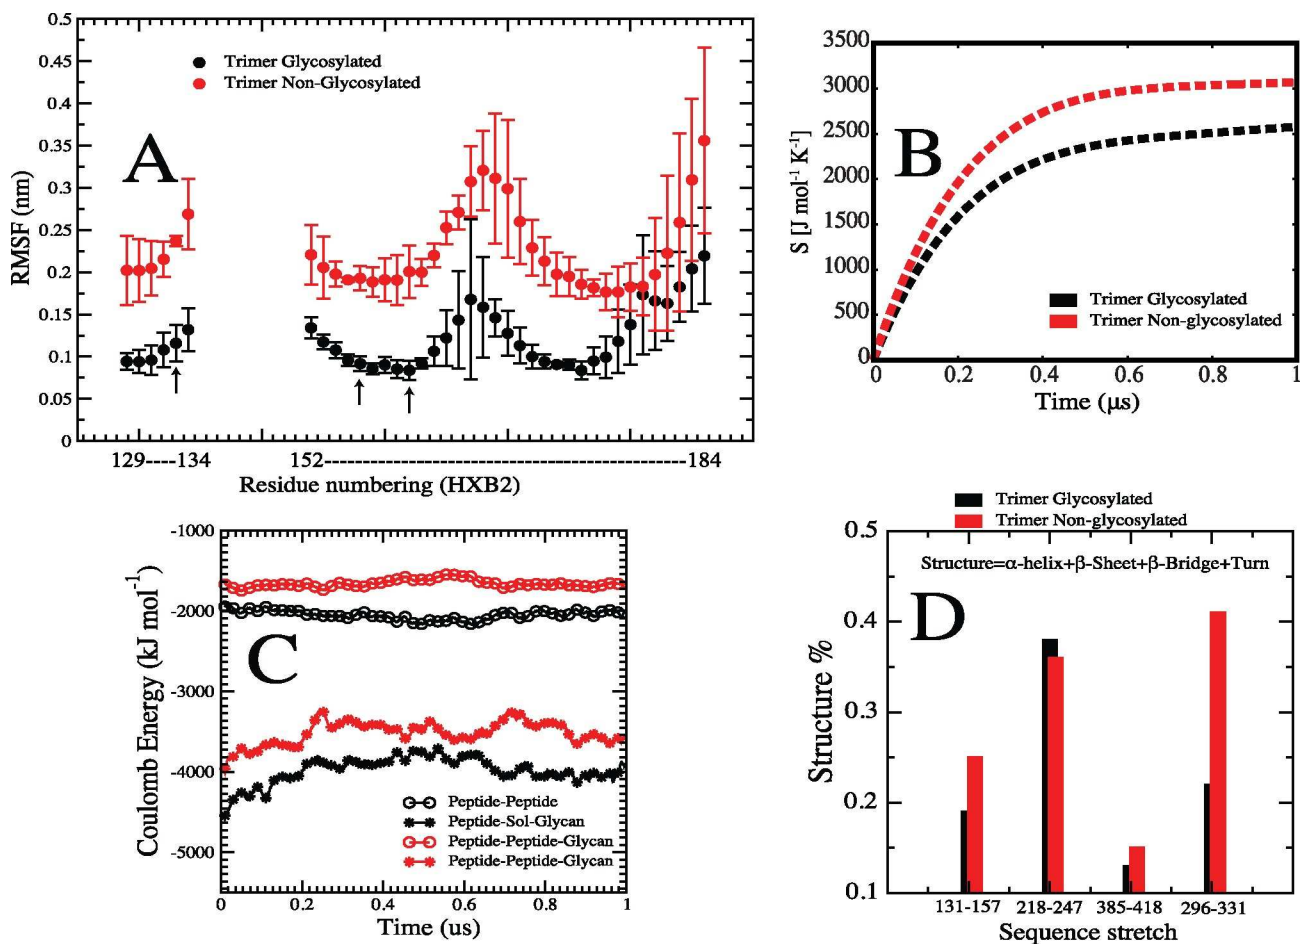 0.5
0.45
0.4
0.35
0.3
0.25
0.2
0.15
0.1
0.05
0
RMSF (nm)
Trimer Glycosylated
Trimer Non-Glycosylated
A
129----134
152------------------------------------------184
Residue numbering (HXB2)
3500
3000
2500
2000
1500
1000
500
0
S [J mol-1 K-1]
B
Trimer Glycosylated
Trimer Non-glycosylated
0 0.2 0.4 0.6 0.8 1
Time (μs)
-1000
-2000
-3000
-4000
-5000
Coulomb Energy (kJ mol-1)
C
Peptide-Peptide
Peptide-Sol-Glycan
Peptide-Peptide-Glycan
Peptide-Peptide-Glycan
0 0.2 0.4 0.6 0.8 1
Time (us)
Trimer Glycosylated
Trimer Non-glycosylated
0.5
0.4
0.3
0.2
0.1
Structure %
Structure=α-helix+β-Sheet+β-Bridge+Turn
D
131-157 218-247 385-418 296-331
Sequence stretch